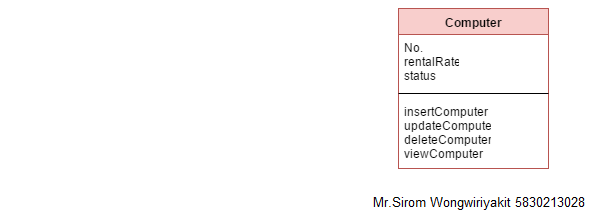 Computer
No.
rentalRate
status
insertComputer
updateCompute
deleteComputer
viewComputer
Mr.Sirom Wongwiriyakit 5830213028